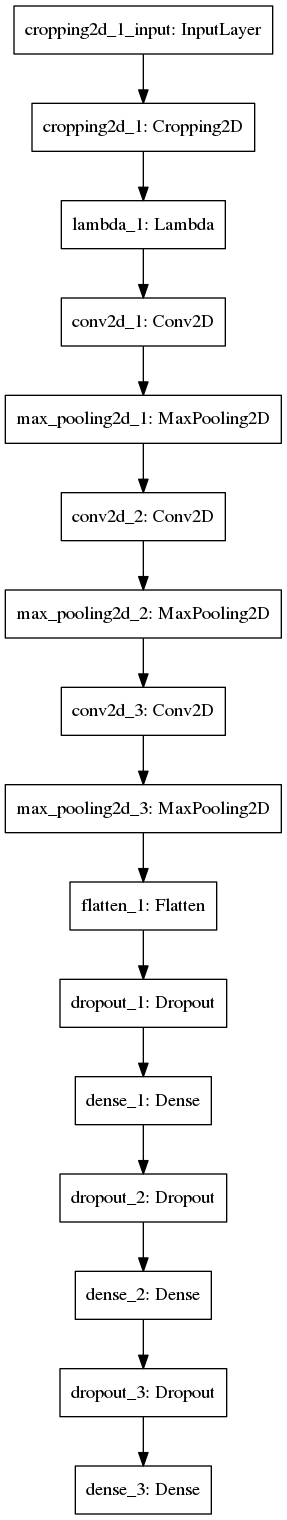 cropping2d_1_input: InputLayer
cropping2d_1: Cropping2D
lambda_1: Lambda
conv2d_1: Conv2D
max_pooling2d_1: MaxPooling2D
conv2d_2: Conv2D
max_pooling2d_2: MaxPooling2D
conv2d_3: Conv2D
max_pooling2d_3: MaxPooling2D
flatten_1: Flatten
dropout_1: Dropout
dense_1: Dense
dropout_2: Dropout
dense_2: Dense
dropout_3: Dropout
dense_3: Dense